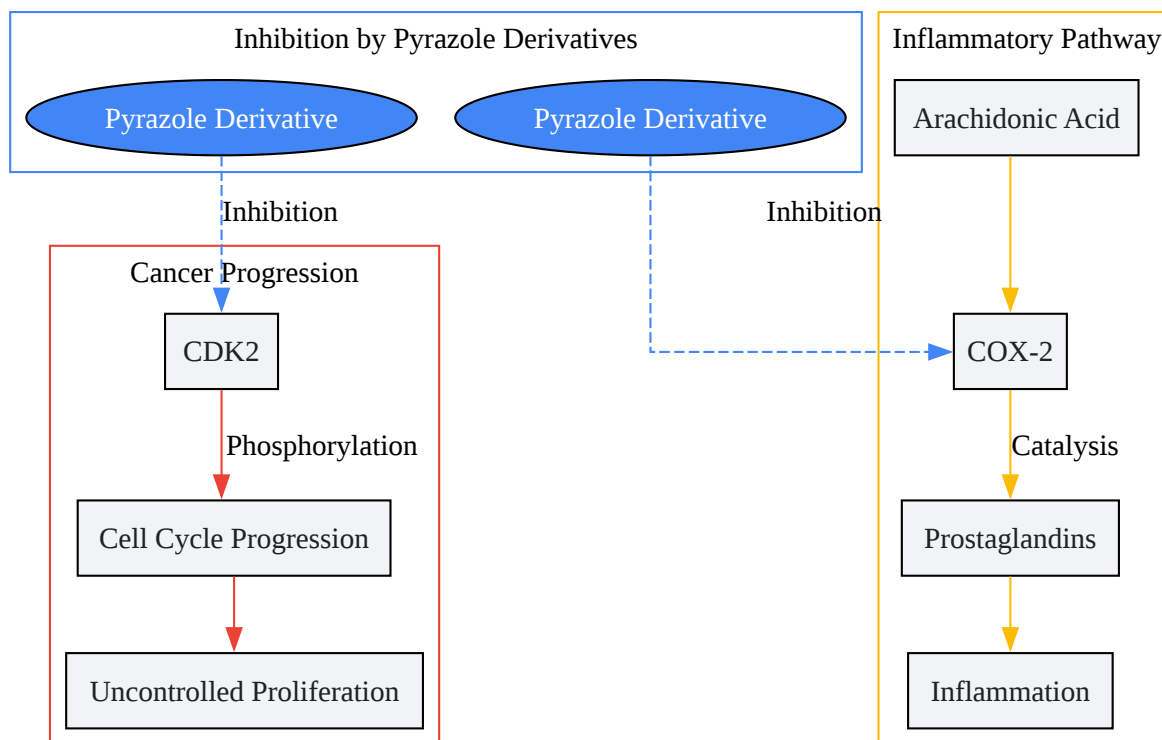 Inhibition by Pyrazole Derivatives
Inflammatory Pathway
Pyrazole Derivative
Pyrazole Derivative
Arachidonic Acid
Inhibition
Inhibition
Cancer Progression
CDK2
COX-2
Phosphorylation
Catalysis
Cell Cycle Progression
Prostaglandins
Uncontrolled Proliferation
Inflammation